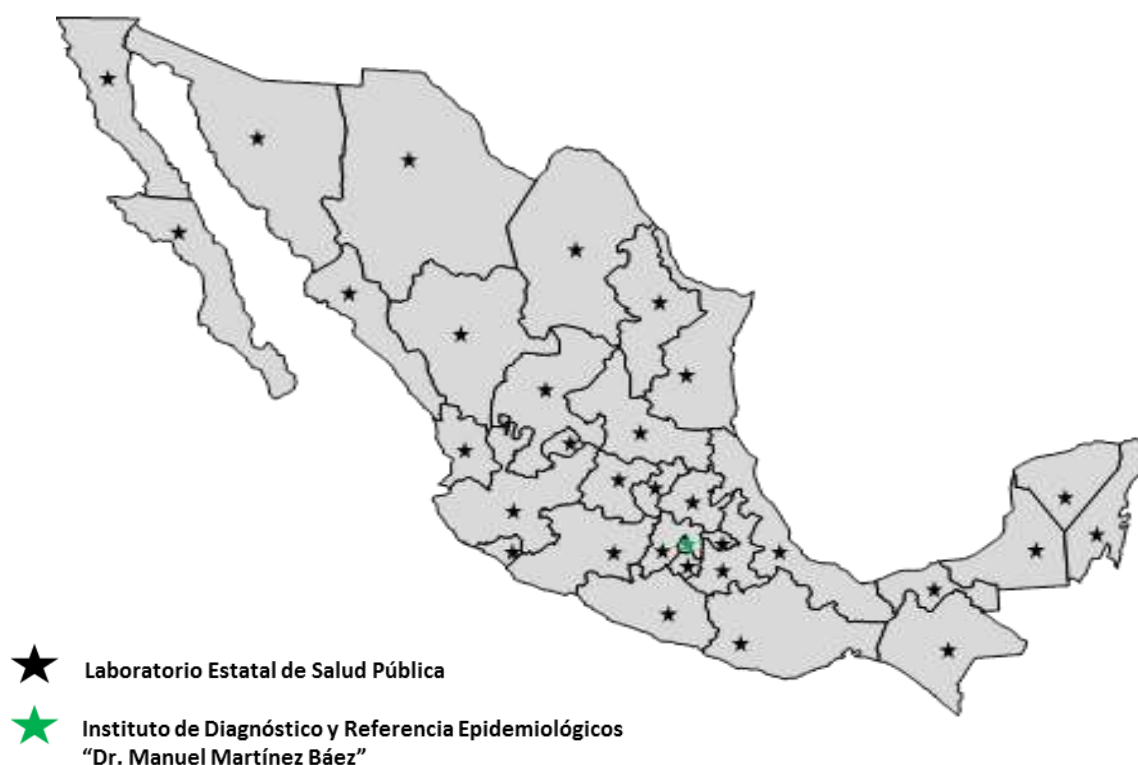 Laboratorio Estatal de Salud Pública
Instituto de Diagnóstico y Referencia Epidemiológicos
“Dr. Manuel Martínez Báez”